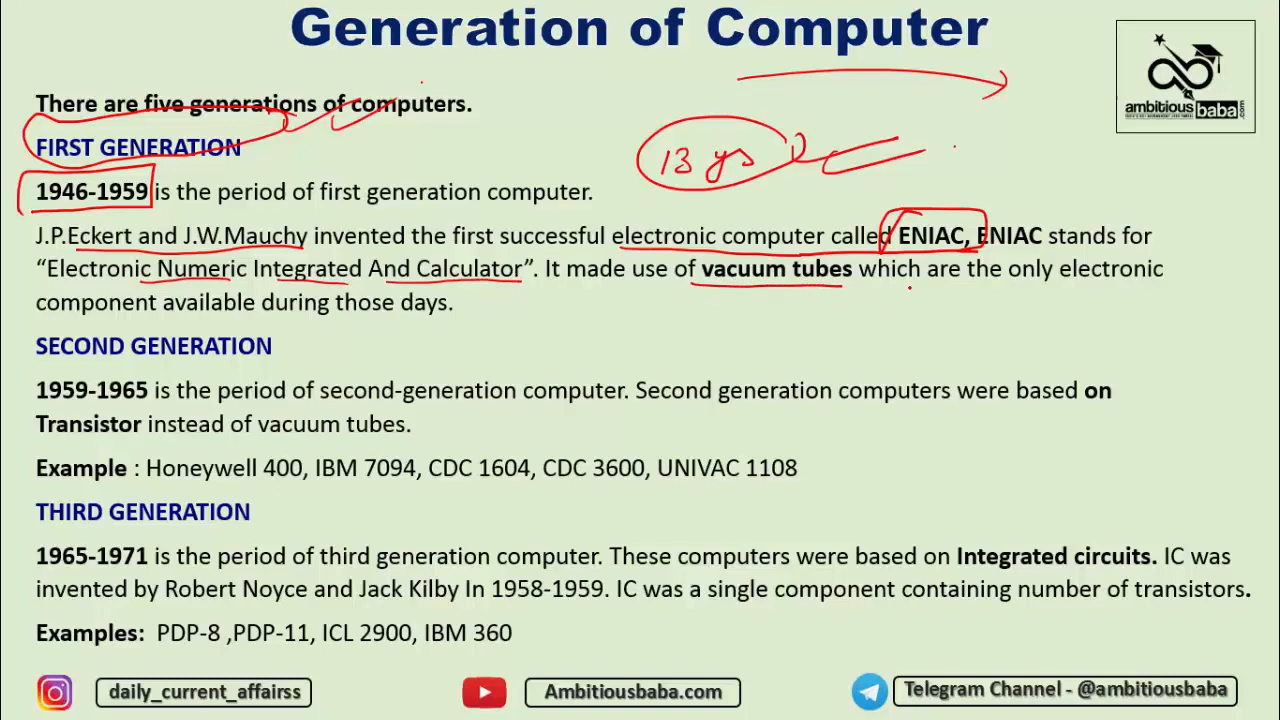 Generation of Computer
ambitiousbaba.com
There are five generations of computers.
FIRST GENERATION
13 ys
1946-1959 is the period of first generation computer.
J.P.Eckert and J.W.Mauchy invented the first successful electronic computer called ENIAC, ENIAC stands for
“Electronic Numeric Integrated And Calculator”. It made use of vacuum tubes which are the only electronic
component available during those days.
SECOND GENERATION
1959-1965 is the period of second-generation computer. Second generation computers were based on
Transistor instead of vacuum tubes.
Example : Honeywell 400, IBM 7094, CDC 1604, CDC 3600, UNIVAC 1108
THIRD GENERATION
1965-1971 is the period of third generation computer. These computers were based on Integrated circuits. IC was
invented by Robert Noyce and Jack Kilby In 1958-1959. IC was a single component containing number of transistors.
Examples: PDP-8 ,PDP-11, ICL 2900, IBM 360
daily_current_affairss
Ambitiousbaba.com
Telegram Channel - @ambitiousbaba